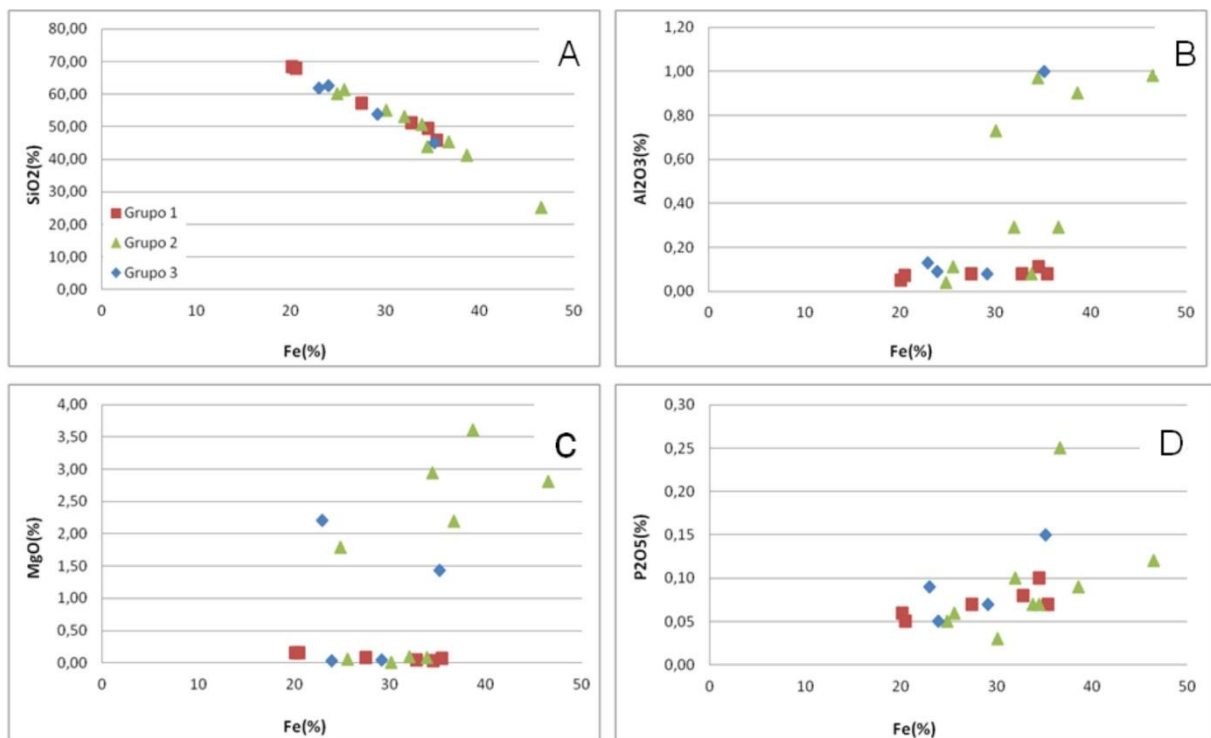 A
SiO2(%)
80,00
70,00
60,00
50,00
40,00
30,00
20,00
10,00
0,00
Grupo 1
Grupo 2
Grupo 3
0 10 20 30 40 50
Fe(%)
B
Al2O3(%)
1,20
1,00
0,80
0,60
0,40
0,20
0,00
0 10 20 30 40 50
Fe(%)
C
MgO(%)
4,00
3,50
3,00
2,50
2,00
1,50
1,00
0,50
0,00
0 10 20 30 40 50
Fe(%)
D
P2O5(%)
0,30
0,25
0,20
0,15
0,10
0,05
0,00
0 10 20 30 40 50
Fe(%)